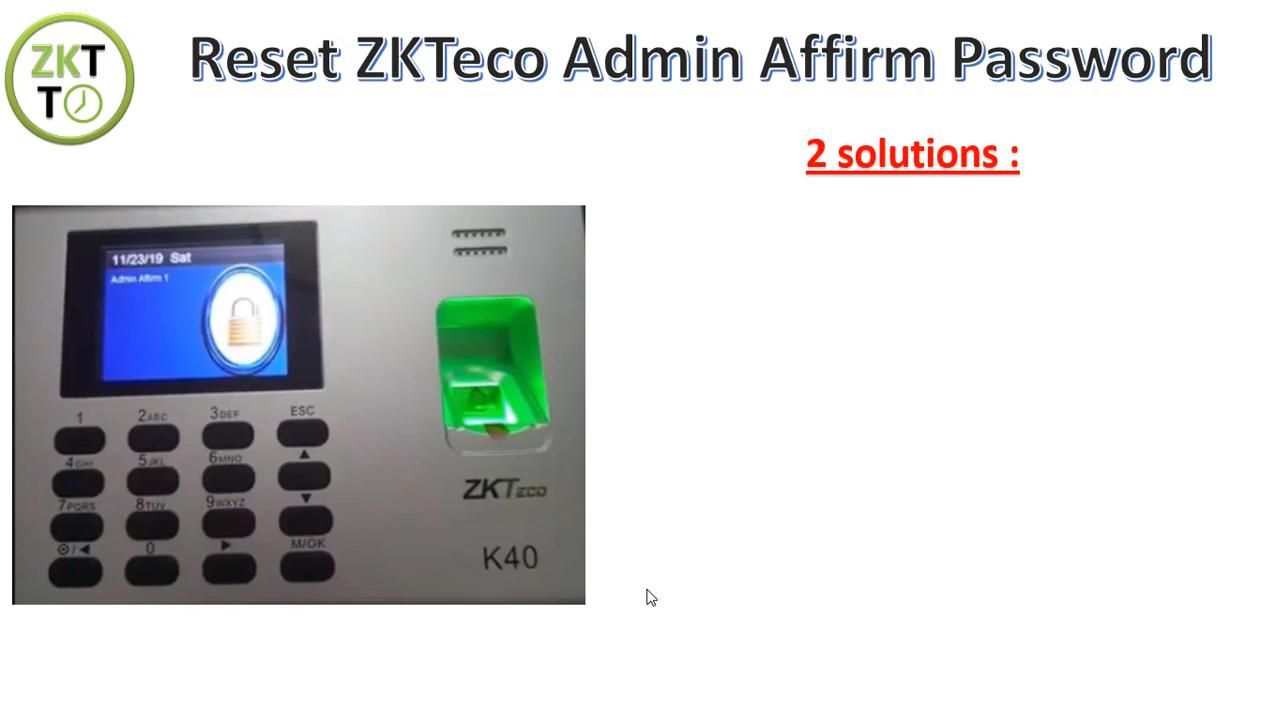 ZKT
TO
Reset ZKTeco Admin Affirm Password
2 solutions :
11/23/19 Sat
Admin Affirm 1
1 2ABC 3DEF ESC
4GHI 5JKL 6MNO ▲
7PQRS 8TUV 9WXYZ ▼
⊙/◀ 0 ▶ M/OK
ZKTECO
K40